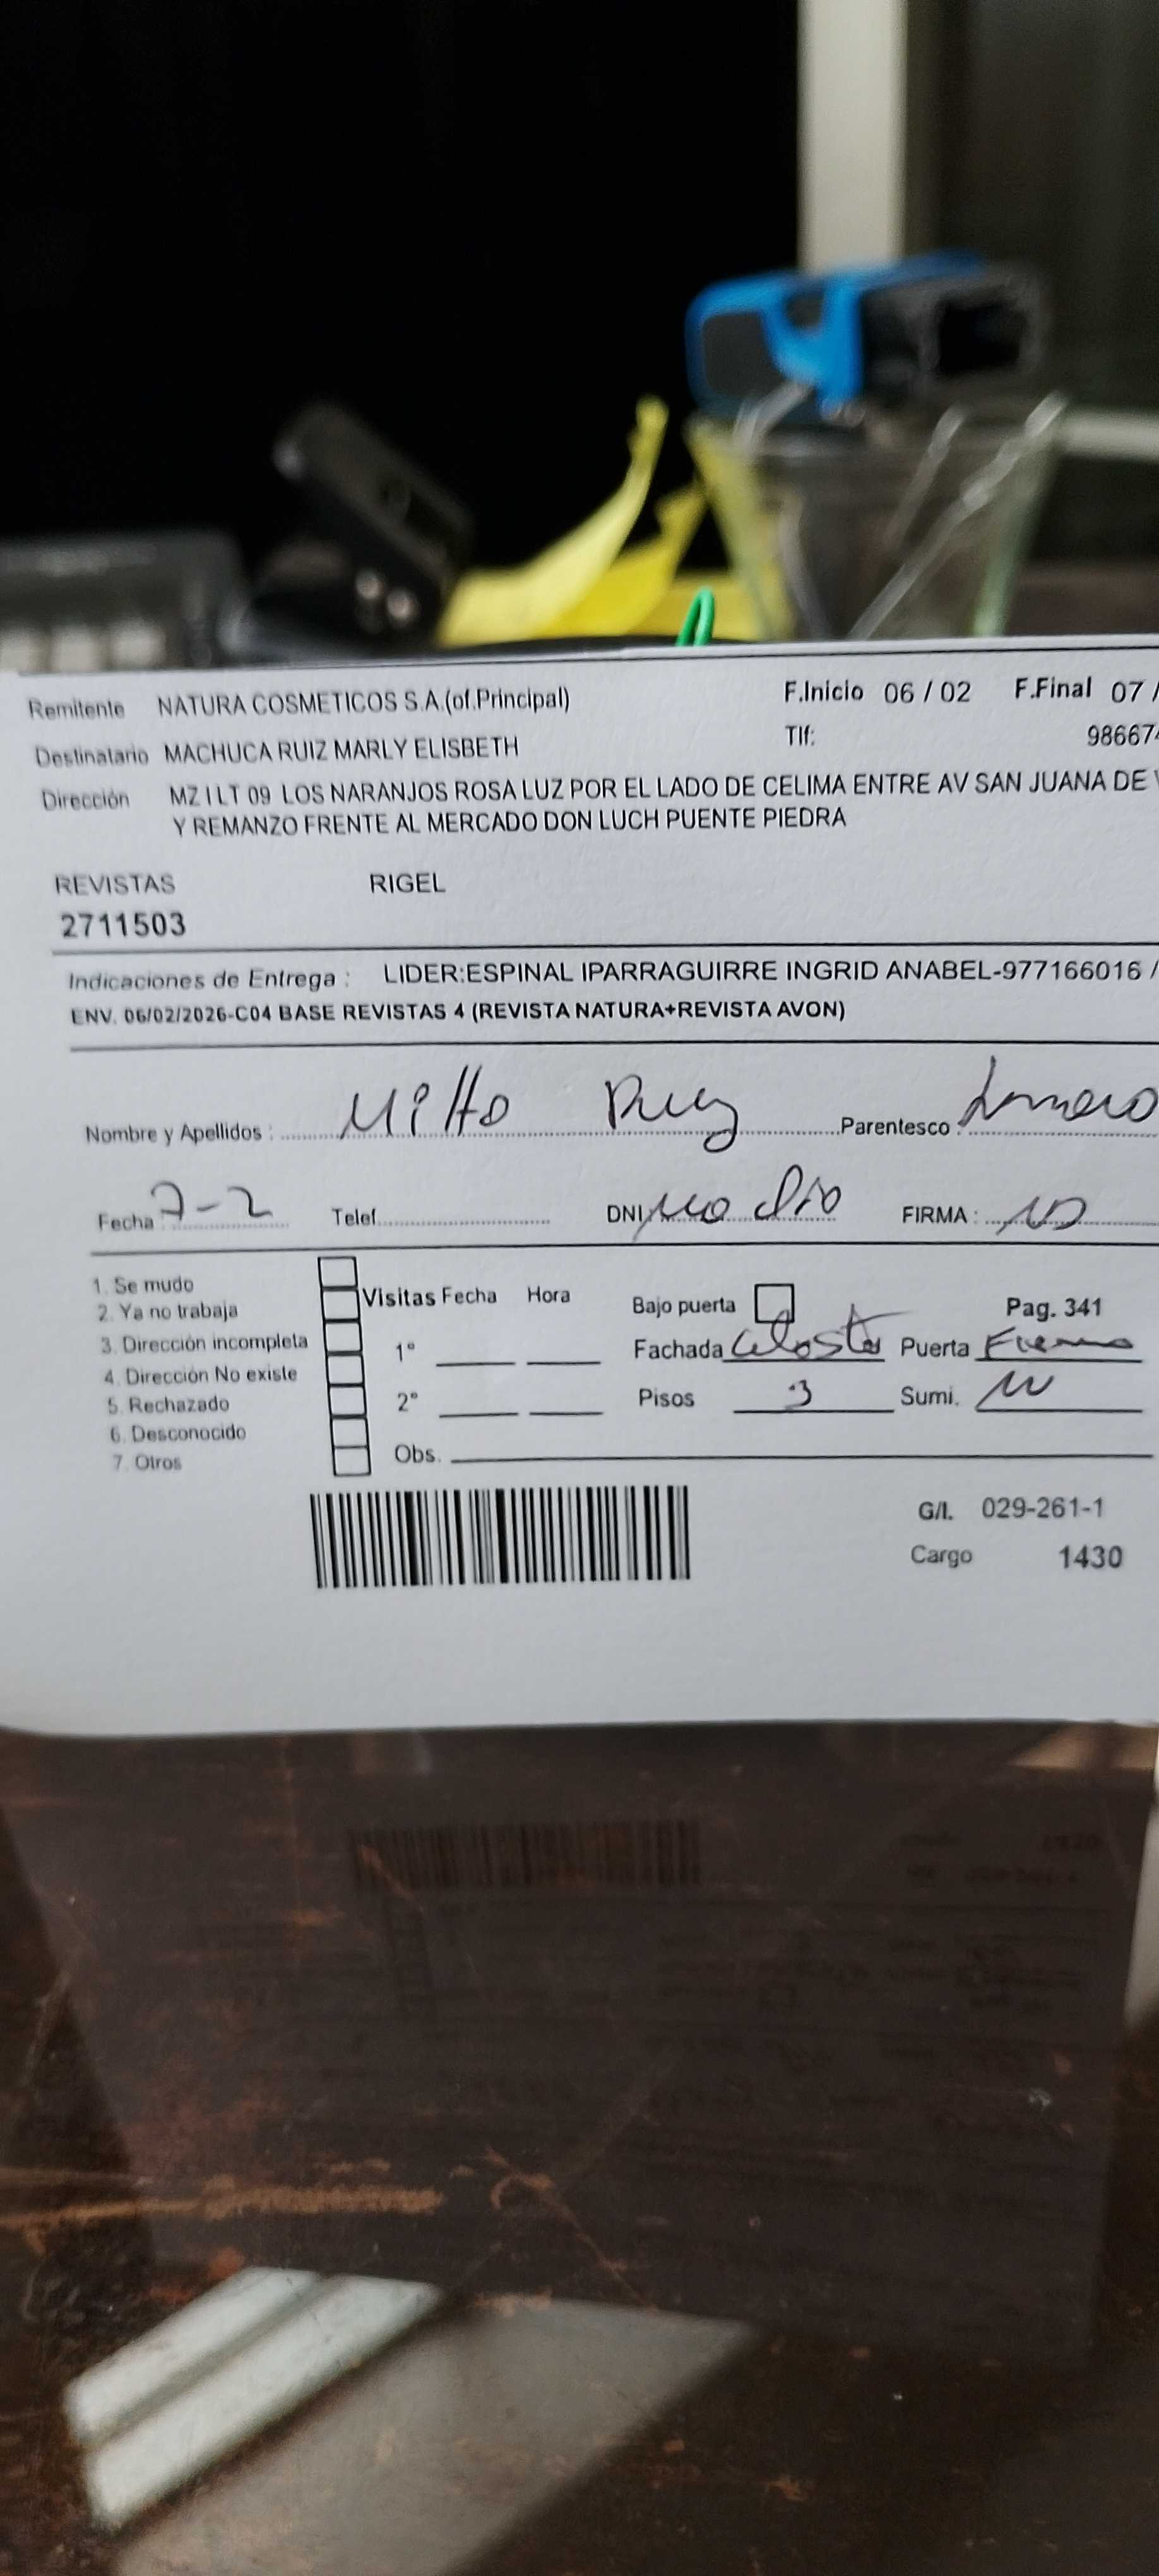 Remitente NATURA COSMETICOS S.A.(of.Principal) F.Inicio 06 / 02 F.Final 07 /
Destinatario MACHUCA RUIZ MARLY ELISBETH Tlf: 98667
Dirección MZ I LT 09 LOS NARANJOS ROSA LUZ POR EL LADO DE CELIMA ENTRE AV SAN JUANA DE
Y REMANZO FRENTE AL MERCADO DON LUCH PUENTE PIEDRA
REVISTAS RIGEL
2711503
Indicaciones de Entrega : LIDER:ESPINAL IPARRAGUIRRE INGRID ANABEL-977166016 /
ENV. 06/02/2026-C04 BASE REVISTAS 4 (REVISTA NATURA+REVISTA AVON)
Nombre y Apellidos : Ruiz Parentesco :
Fecha 7-2 Telef. DNI no dio FIRMA :
1. Se mudo
2. Ya no trabaja Visitas Fecha Hora Bajo puerta Pag. 341
3. Dirección incompleta 1° Fachada Celeste Puerta Fierro
4. Dirección No existe
5. Rechazado 2° Pisos 3 Sumi.
6. Desconocido
7. Otros Obs.
G/I. 029-261-1
Cargo 1430